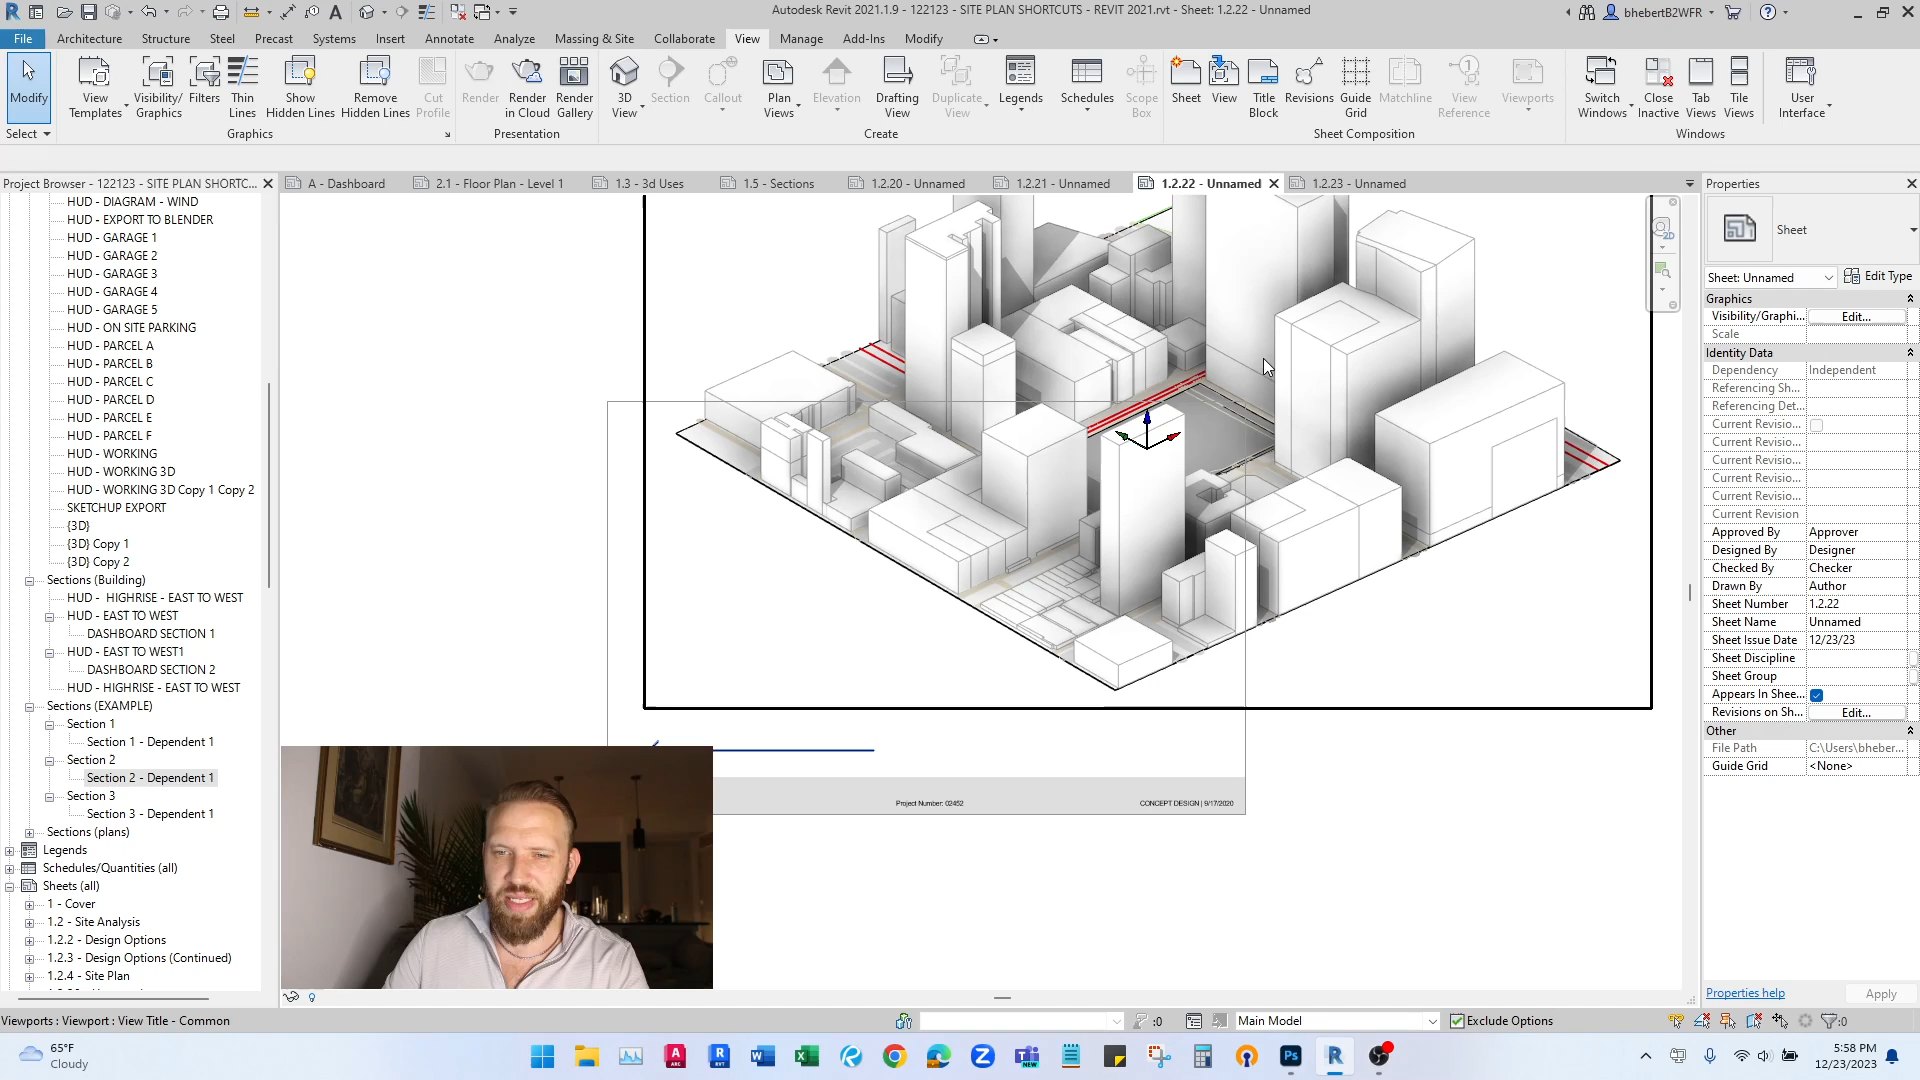 Autodesk Revit 2021.1.9 - 122123 - SITE PLAN SHORTCUTS - REVIT 2021.rvt - Sheet: 1.2.22 - Unnamed
bhebertB2WFR
File Architecture Structure Steel Precast Systems Insert Annotate Analyze Massing & Site Collaborate View Manage Add-Ins Modify
Modify
View Templates
Visibility/ Graphics
Filters
Thin Lines
Show Hidden Lines
Remove Hidden Lines
Cut Profile
Render
Render in Cloud
Render Gallery
3D View
Section
Callout
Plan Views
Elevation
Drafting View
Duplicate View
Legends
Schedules
Scope Box
Sheet
View
Title Block
Revisions
Guide Grid
Matchline
View Reference
Viewports
Switch Windows
Close Inactive
Tab Views
Tile Views
User Interface
Select Graphics Presentation Create Sheet Composition Windows
Project Browser - 122123 - SITE PLAN SHORTC...
A - Dashboard 2.1 - Floor Plan - Level 1 1.3 - 3d Uses 1.5 - Sections 1.2.20 - Unnamed 1.2.21 - Unnamed 1.2.22 - Unnamed 1.2.23 - Unnamed
HUD - DIAGRAM - WIND
HUD - EXPORT TO BLENDER
HUD - GARAGE 1
HUD - GARAGE 2
HUD - GARAGE 3
HUD - GARAGE 4
HUD - GARAGE 5
HUD - ON SITE PARKING
HUD - PARCEL A
HUD - PARCEL B
HUD - PARCEL C
HUD - PARCEL D
HUD - PARCEL E
HUD - PARCEL F
HUD - WORKING
HUD - WORKING 3D
HUD - WORKING 3D Copy 1 Copy 2
SKETCHUP EXPORT
{3D}
{3D} Copy 1
{3D} Copy 2
Sections (Building)
HUD -  HIGHRISE - EAST TO WEST
HUD - EAST TO WEST
DASHBOARD SECTION 1
HUD - EAST TO WEST1
DASHBOARD SECTION 2
HUD - HIGHRISE - EAST TO WEST
Sections (EXAMPLE)
Section 1
Section 1 - Dependent 1
Section 2
Section 2 - Dependent 1
Section 3
Section 3 - Dependent 1
Sections (plans)
Legends
Schedules/Quantities (all)
Sheets (all)
1 - Cover
1.2 - Site Analysis
1.2.2 - Design Options
1.2.3 - Design Options (Continued)
1.2.4 - Site Plan
2D
Project Number: 02452
CONCEPT DESIGN | 9/17/2020
Properties
Sheet
Sheet: Unnamed Edit Type
Graphics
Visibility/Graphi... Edit...
Scale
Identity Data
Dependency Independent
Referencing Sh...
Referencing Det...
Current Revisio...
Current Revisio...
Current Revisio...
Current Revisio...
Current Revisio...
Current Revision
Approved By Approver
Designed By Designer
Checked By Checker
Drawn By Author
Sheet Number 1.2.22
Sheet Name Unnamed
Sheet Issue Date 12/23/23
Sheet Discipline
Sheet Group
Appears In Shee...
Revisions on Sh... Edit...
Other
File Path C:\Users\bheber...
Guide Grid <None>
Properties help Apply
Viewports : Viewport : View Title - Common
:0
Main Model
Exclude Options
:0
65°F
Cloudy
5:58 PM
12/23/2023